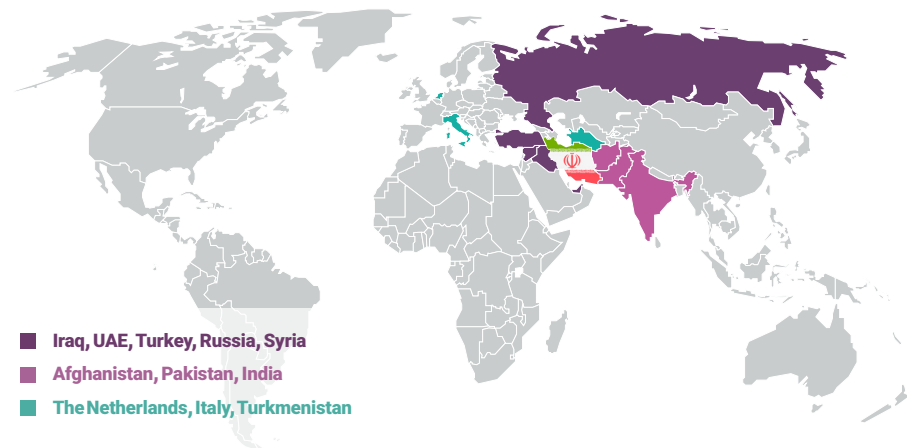 Iraq, UAE, Turkey, Russia, Syria
Afghanistan, Pakistan, India
The Netherlands, Italy, Turkmenistan